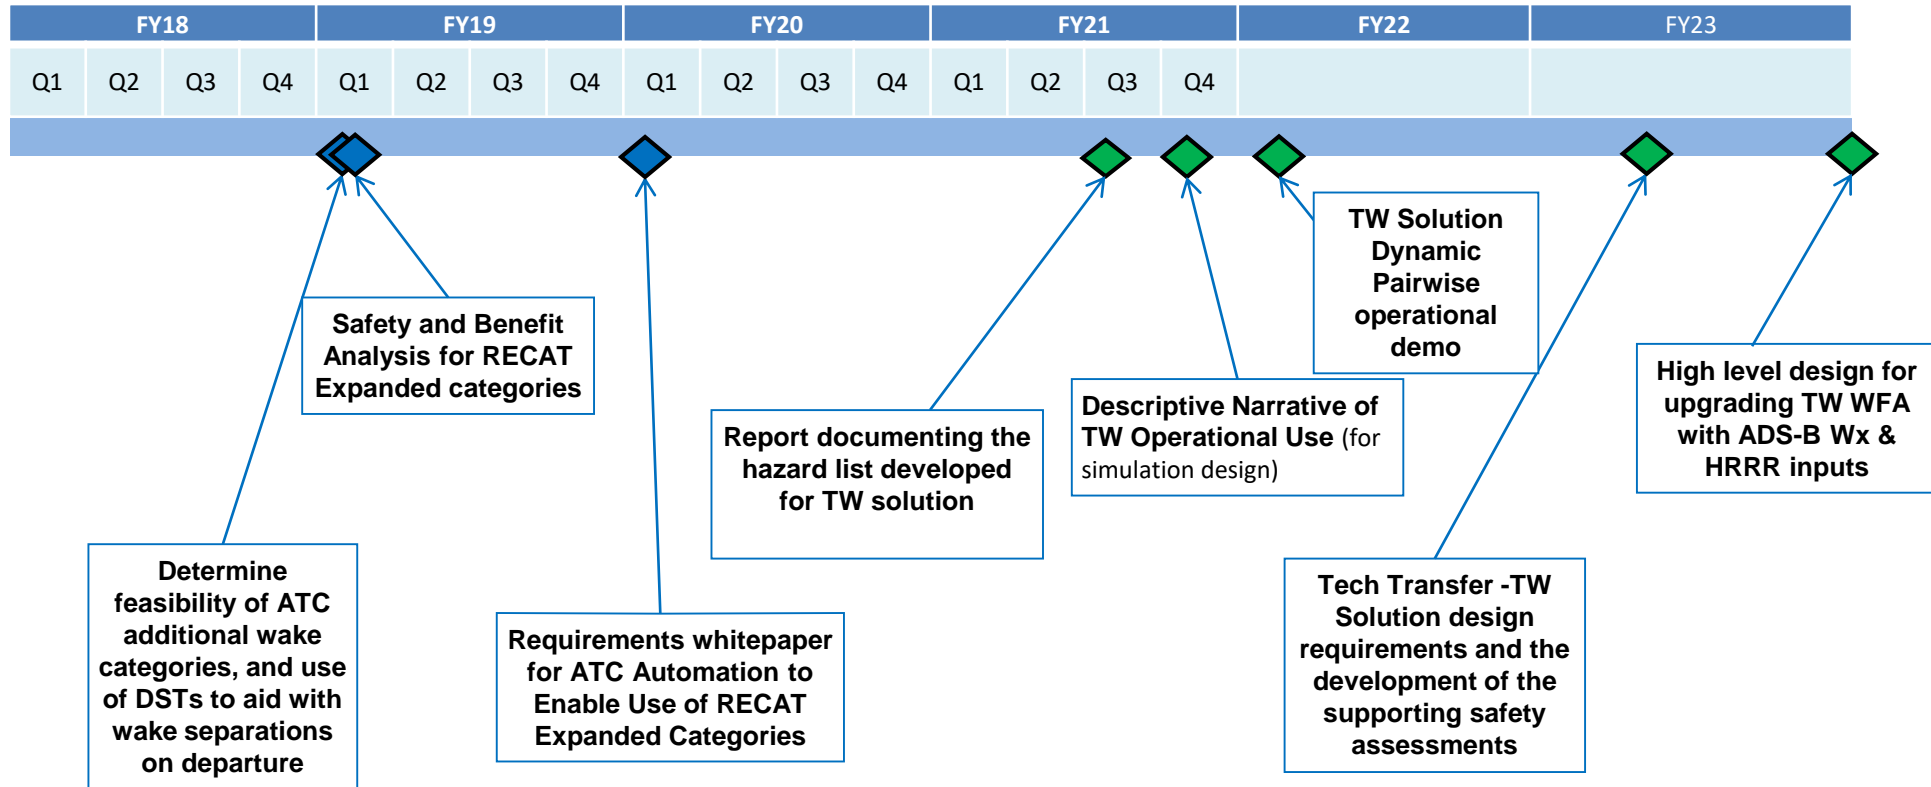 FY18 FY19 FY20 FY21 FY22 FY23
Q1 Q2 Q3 Q4 Q1 Q2 Q3 Q4 Q1 Q2 Q3 Q4 Q1 Q2 Q3 Q4
Determine
feasibility of ATC
additional wake
categories, and use
of DSTs to aid with
wake separations
on departure
Safety and Benefit
Analysis for RECAT
Expanded categories
Requirements whitepaper
for ATC Automation to
Enable Use of RECAT
Expanded Categories
Report documenting the
hazard list developed
for TW solution
Descriptive Narrative of
TW Operational Use (for
simulation design)
TW Solution
Dynamic
Pairwise
operational
demo
Tech Transfer -TW
Solution design
requirements and the
development of the
supporting safety
assessments
High level design for
upgrading TW WFA
with ADS-B Wx &
HRRR inputs